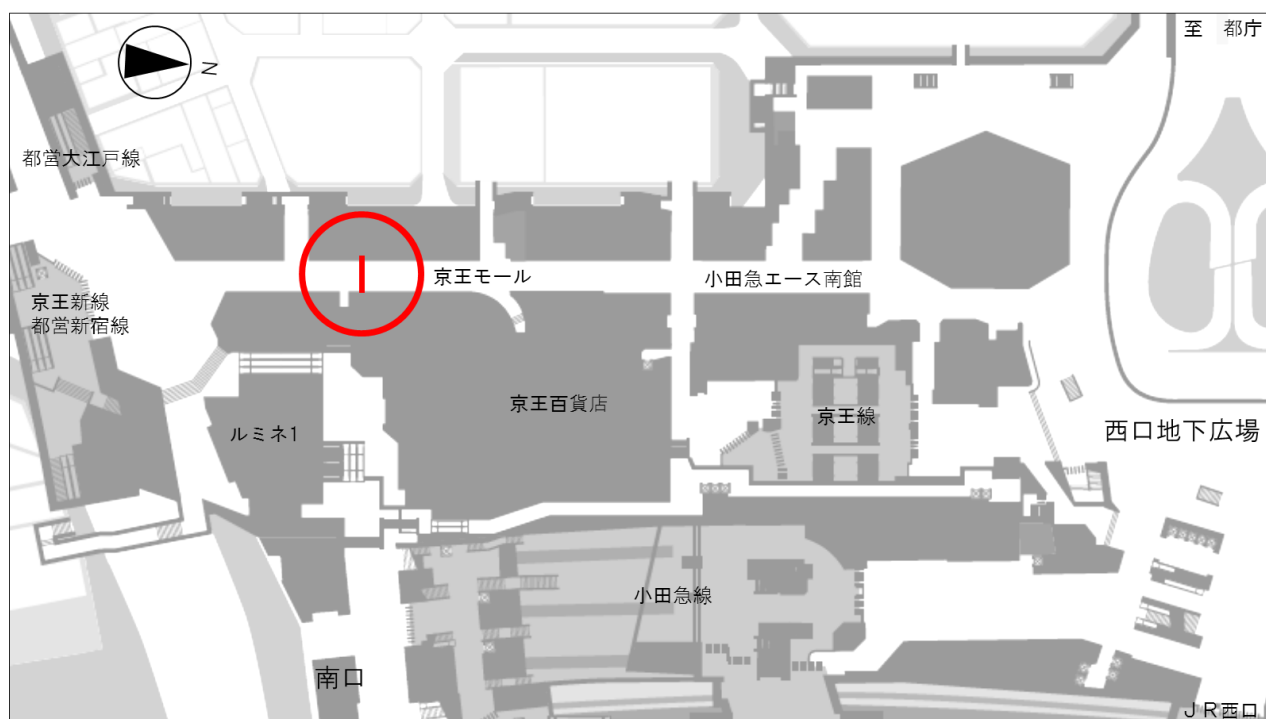 至 都庁
N
都営大江戸線
京王モール
小田急エース南館
京王新線
都営新宿線
京王百貨店
京王線
ルミネ1
西口地下広場
小田急線
南口
JR西口